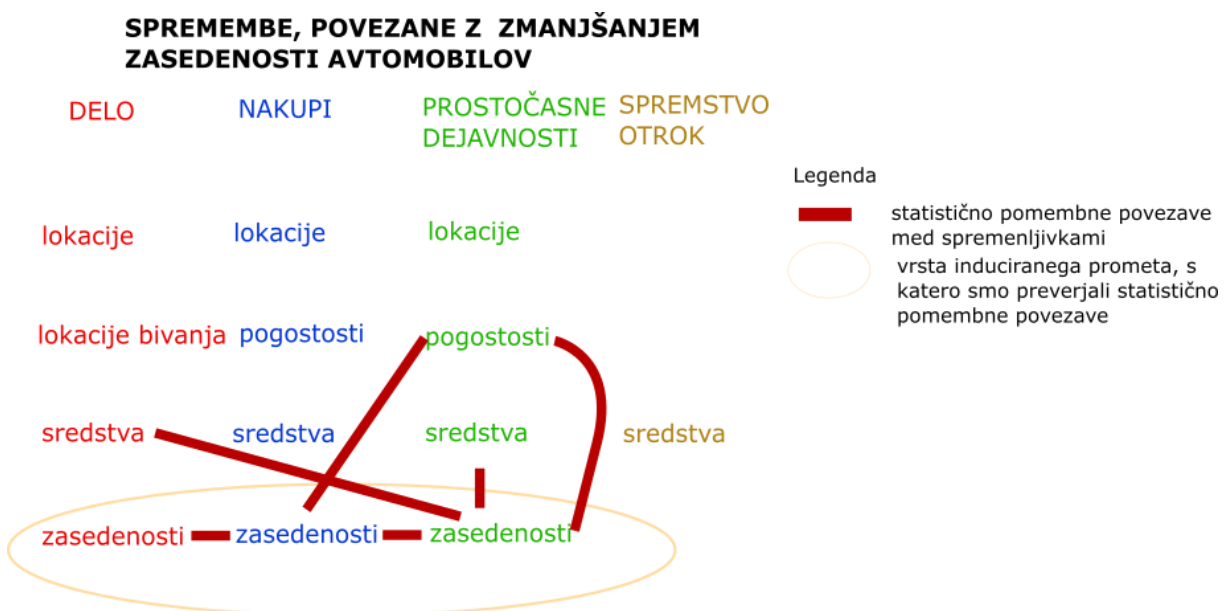 SPREMEMBE, POVEZANE Z ZMANJŠANJEM
ZASEDENOSTI AVTOMOBILOV
DELO
NAKUPI
PROSTOČASNE
DEJAVNOSTI
SPREMSTVO
OTROK
lokacije
lokacije
lokacije
lokacije bivanja
pogostosti
pogostosti
sredstva
sredstva
sredstva
sredstva
zasedenosti
zasedenosti
zasedenosti
Legenda
statistično pomembne povezave
med spremenljivkami
vrsta induciranega prometa, s
katero smo preverjali statistično
pomembne povezave